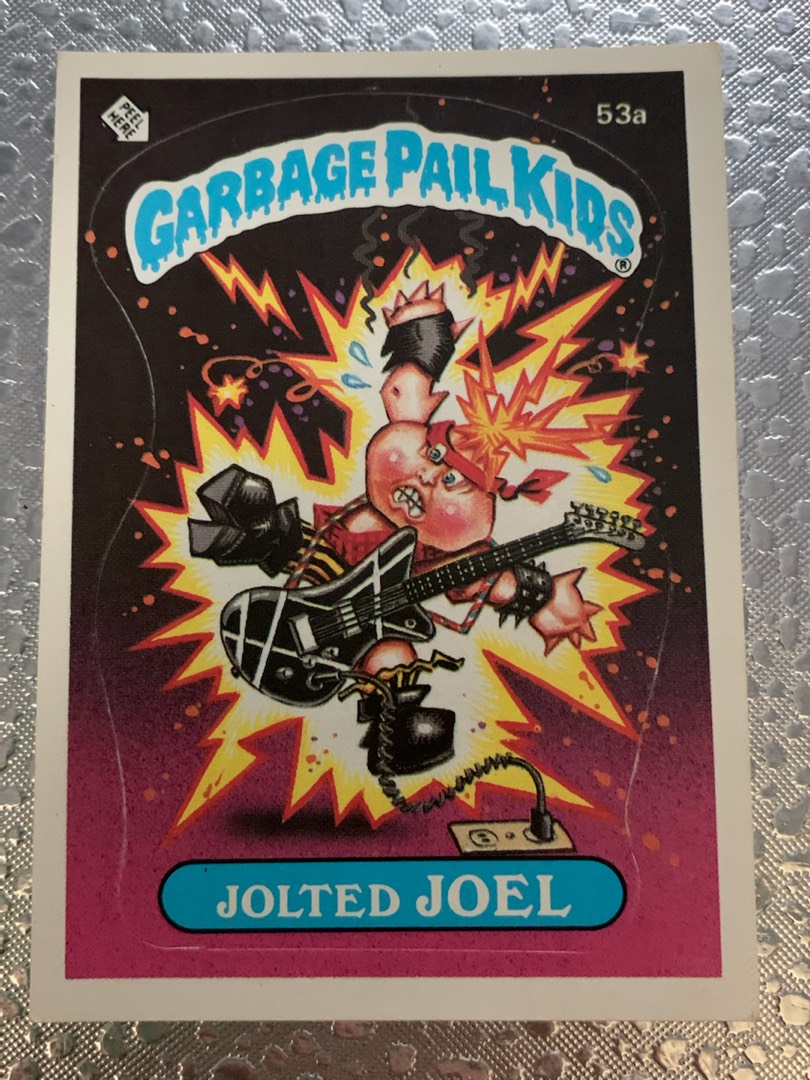 PEEL
HERE
53a
GARBAGE PAIL KIDS
®
JOLTED JOEL